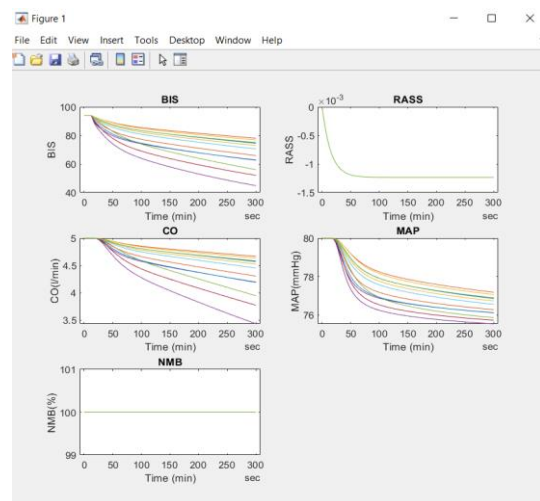 Figure 1
File Edit View Insert Tools Desktop Window Help
BIS
100
80
60
40
BIS
0 50 100 150 200 250 300
Time (min) sec
RASS
×10-3
0
-0.5
-1
-1.5
RASS
0 50 100 150 200 250 300
Time (min) sec
CO
5
4.5
4
3.5
CO(l/min)
0 50 100 150 200 250 300
Time (min) sec
MAP
80
78
76
MAP(mmHg)
0 50 100 150 200 250 300
Time (min) sec
NMB
101
100
99
NMB(%)
0 50 100 150 200 250 300
Time (min) sec